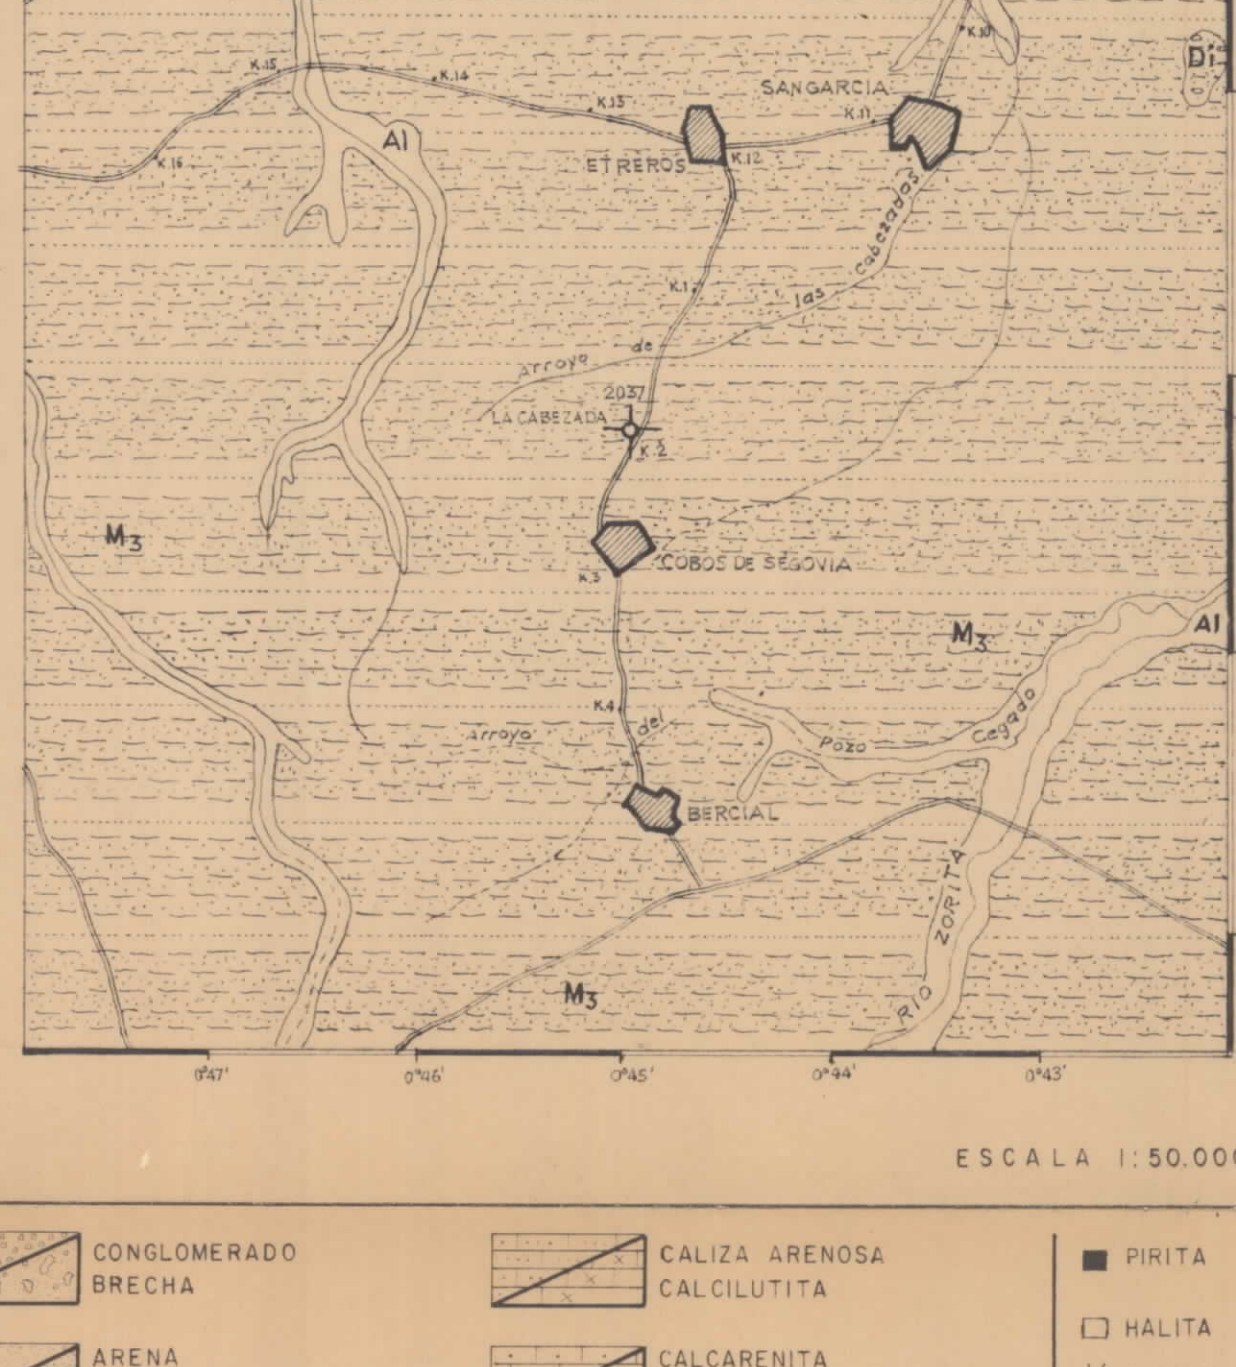 K.10
Di
K.15
K.14
SANGARCIA
K.13
K.11
Al
ETREROS
K.12
K.16
Arroyo de las Cabezadas
K.1
2037
LA CABEZADA
K.2
M3
COBOS DE SEGOVIA
K.3
M3
Al
K.4
Arroyo del Pozo Cegado
BERCIAL
RIO ZORITA
M3
0°47' 0°46' 0°45' 0°44' 0°43'
ESCALA 1:50.000
CONGLOMERADO
BRECHA
CALIZA ARENOSA
CALCILUTITA
PIRITA
HALITA
ARENA
CALCARENITA